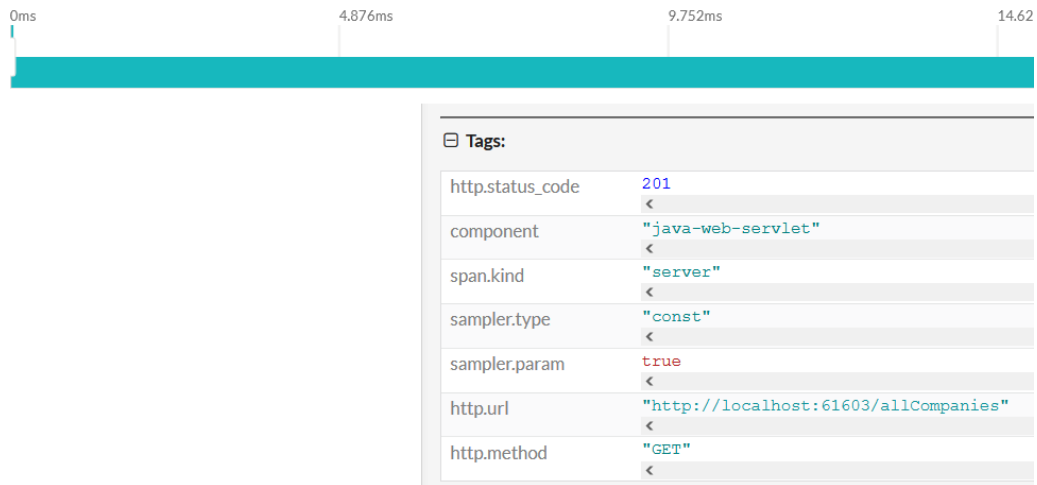 0ms 4.876ms 9.752ms 14.62
Tags:
http.status_code 201
component "java-web-servlet"
span.kind "server"
sampler.type "const"
sampler.param true
http.url "http://localhost:61603/allCompanies"
http.method "GET"